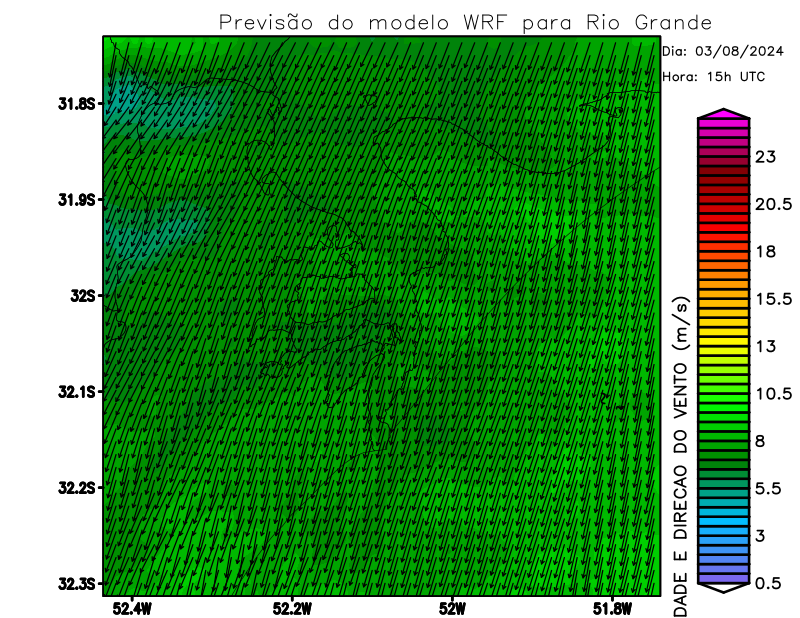 Previsão do modelo WRF para Rio Grande
Dia: 03/08/2024
Hora: 15h UTC
31.8S
31.9S
32S
32.1S
32.2S
32.3S
52.4W
52.2W
52W
51.8W
23
20.5
18
15.5
13
10.5
8
5.5
3
0.5
DADE E DIRECAO DO VENTO (m/s)